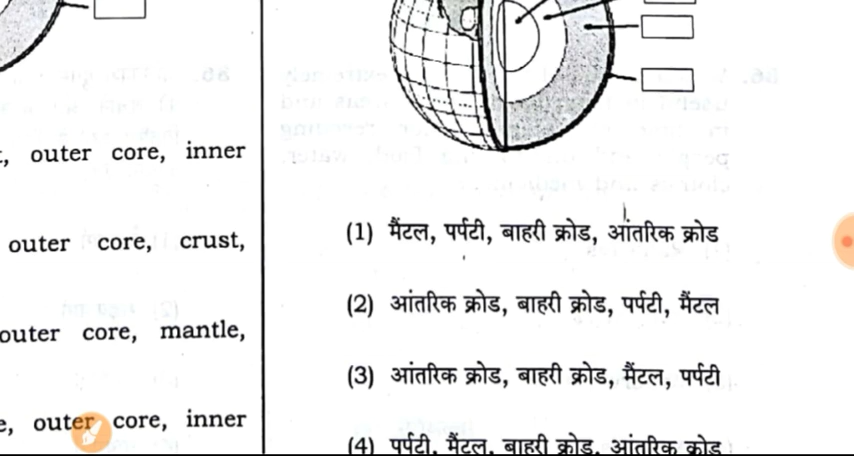 , outer core, inner
outer core, crust,
outer core, mantle,
, outer core, inner
(1) मैंटल, पर्पटी, बाहरी क्रोड, आंतरिक क्रोड
(2) आंतरिक क्रोड, बाहरी क्रोड, पर्पटी, मैंटल
(3) आंतरिक क्रोड, बाहरी क्रोड, मैंटल, पर्पटी
(4) पर्पटी, मैंटल, बाहरी क्रोड, आंतरिक क्रोड